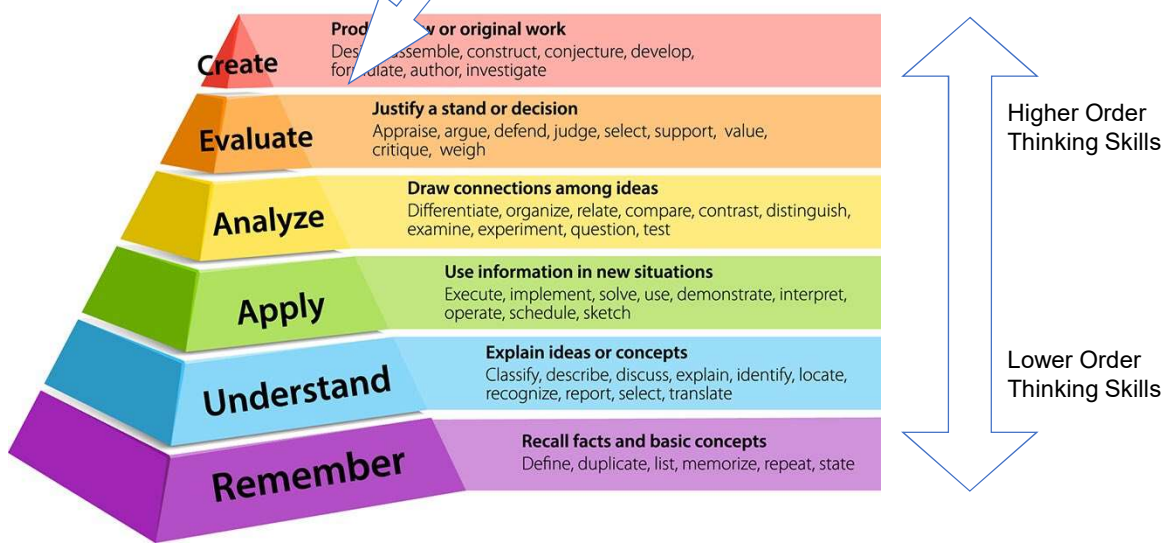 Create
Prod w or original work
Des assemble, construct, conjecture, develop,
for ulate, author, investigate
Evaluate
Justify a stand or decision
Appraise, argue, defend, judge, select, support, value,
critique, weigh
Analyze
Draw connections among ideas
Differentiate, organize, relate, compare, contrast, distinguish,
examine, experiment, question, test
Apply
Use information in new situations
Execute, implement, solve, use, demonstrate, interpret,
operate, schedule, sketch
Understand
Explain ideas or concepts
Classify, describe, discuss, explain, identify, locate,
recognize, report, select, translate
Remember
Recall facts and basic concepts
Define, duplicate, list, memorize, repeat, state
Higher Order
Thinking Skills
Lower Order
Thinking Skills